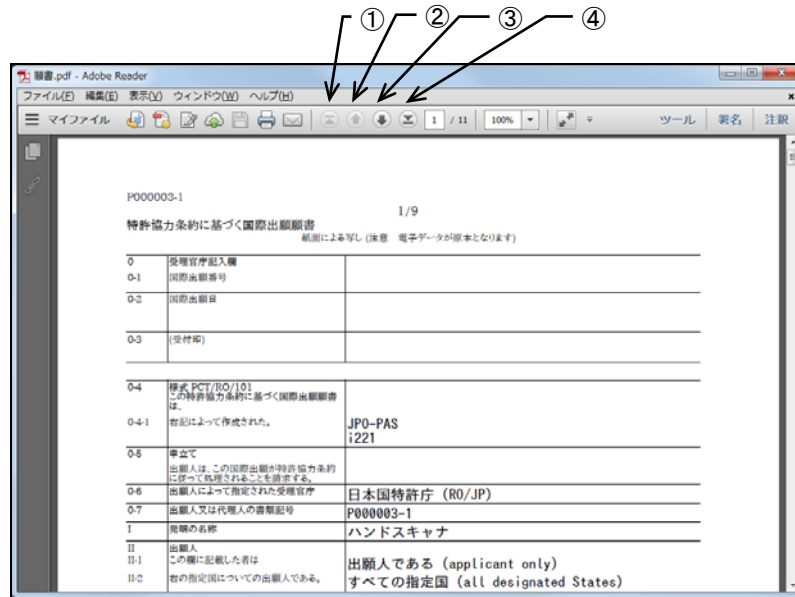 ① ② ③ ④
願書.pdf - Adobe Reader
ファイル(F) 編集(E) 表示(V) ウィンドウ(W) ヘルプ(H) x
マイファイル 1 / 11 100% ツール 署名 注釈
P000003-1
1/9
特許協力条約に基づく国際出願願書
紙面による写し(注意 電子データが原本となります)
0 受理官庁記入欄
0-1 国際出願番号
0-2 国際出願日
0-3 (受付印)
0-4 様式 PCT/RO/101
この特許協力条約に基づく国際出願願書
は、
0-4-1 右記によって作成された。 JPO-PAS
i221
0-5 申立て
出願人は、この国際出願が特許協力条約
に従って処理されることを請求する。
0-6 出願人によって指定された受理官庁 日本国特許庁 (RO/JP)
0-7 出願人又は代理人の書類記号 P000003-1
I 発明の名称 ハンドスキャナ
II 出願人
II-1 この欄に記載した者は 出願人である (applicant only)
II-2 右の指定国についての出願人である。 すべての指定国 (all designated States)